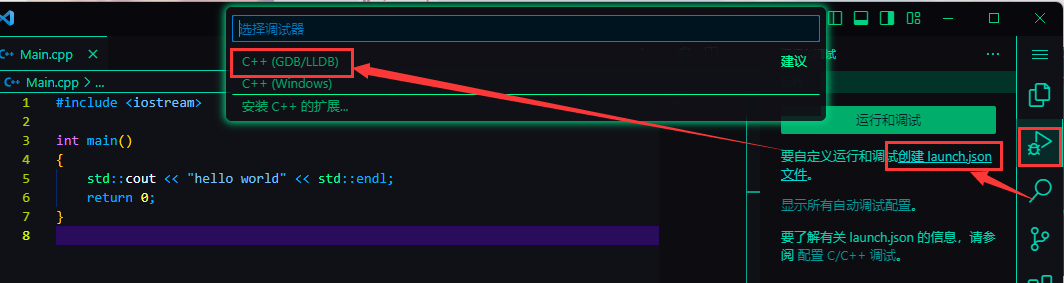 选择调试器
C++ (GDB/LLDB)
建议
C++ (Windows)
安装 C++ 的扩展...
Main.cpp
Main.cpp > ...
1 #include <iostream>
2
3 int main()
4 {
5 std::cout << "hello world" << std::endl;
6 return 0;
7 }
8
调试
运行和调试
要自定义运行和调试创建 launch.json
文件。
显示所有自动调试配置。
要了解有关 launch.json 的信息，请参
阅 配置 C/C++ 调试。